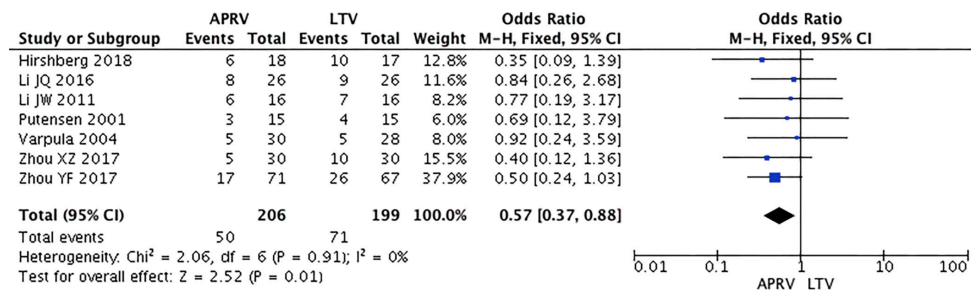 APRV LTV Odds Ratio Odds Ratio
Study or Subgroup Events Total Events Total Weight M-H, Fixed, 95% CI M-H, Fixed, 95% CI
Hirshberg 2018 6 18 10 17 12.8% 0.35 [0.09, 1.39]
Li JQ 2016 8 26 9 26 11.6% 0.84 [0.26, 2.68]
Li JW 2011 6 16 7 16 8.2% 0.77 [0.19, 3.17]
Putensen 2001 3 15 4 15 6.0% 0.69 [0.12, 3.79]
Varpula 2004 5 30 5 28 8.0% 0.92 [0.24, 3.59]
Zhou XZ 2017 5 30 10 30 15.5% 0.40 [0.12, 1.36]
Zhou YF 2017 17 71 26 67 37.9% 0.50 [0.24, 1.03]
Total (95% CI) 206 199 100.0% 0.57 [0.37, 0.88]
Total events 50 71
Heterogeneity: Chi² = 2.06, df = 6 (P = 0.91); I² = 0%
Test for overall effect: Z = 2.52 (P = 0.01)
0.01 0.1 1 10 100
APRV LTV